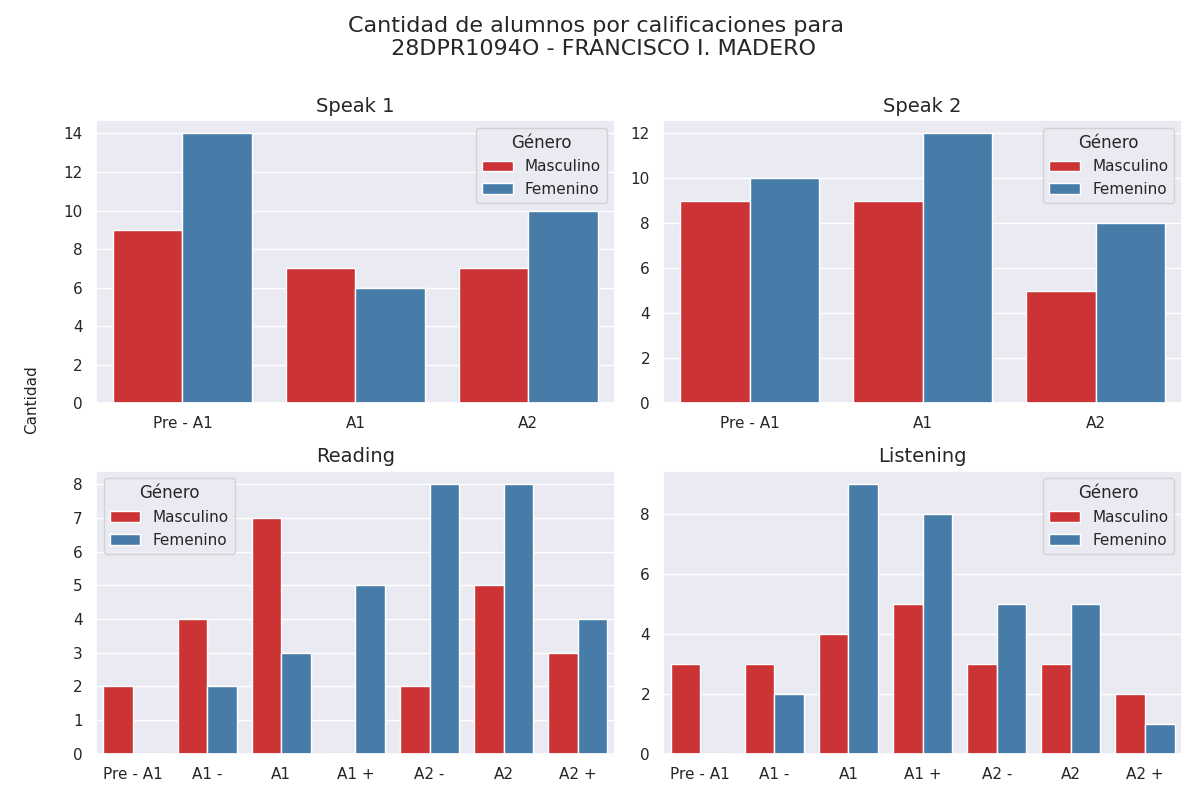 Cantidad de alumnos por calificaciones para
28DPR1094O - FRANCISCO I. MADERO
Cantidad
Speak 1
14
12
10
8
6
4
2
0
Género
Masculino
Femenino
Pre - A1 A1 A2
Speak 2
12
10
8
6
4
2
0
Género
Masculino
Femenino
Pre - A1 A1 A2
Reading
8
7
6
5
4
3
2
1
0
Género
Masculino
Femenino
Pre - A1 A1 - A1 A1 + A2 - A2 A2 +
Listening
8
6
4
2
0
Género
Masculino
Femenino
Pre - A1 A1 - A1 A1 + A2 - A2 A2 +